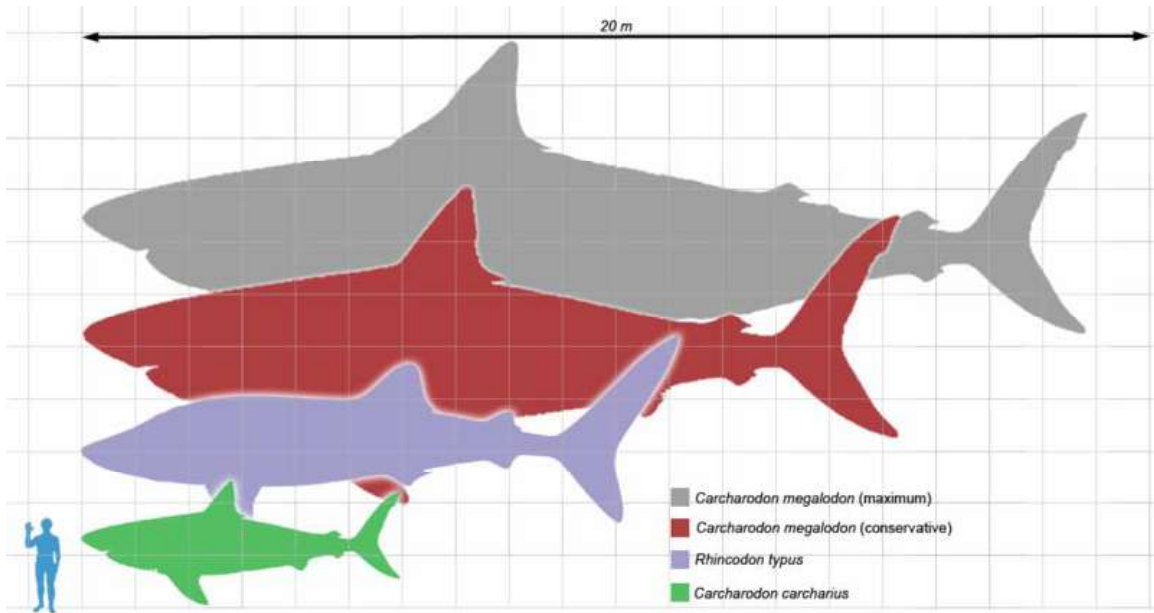 20 m
Carcharodon megalodon (maximum)
Carcharodon megalodon (conservative)
Rhincodon typus
Carcharodon carcharius